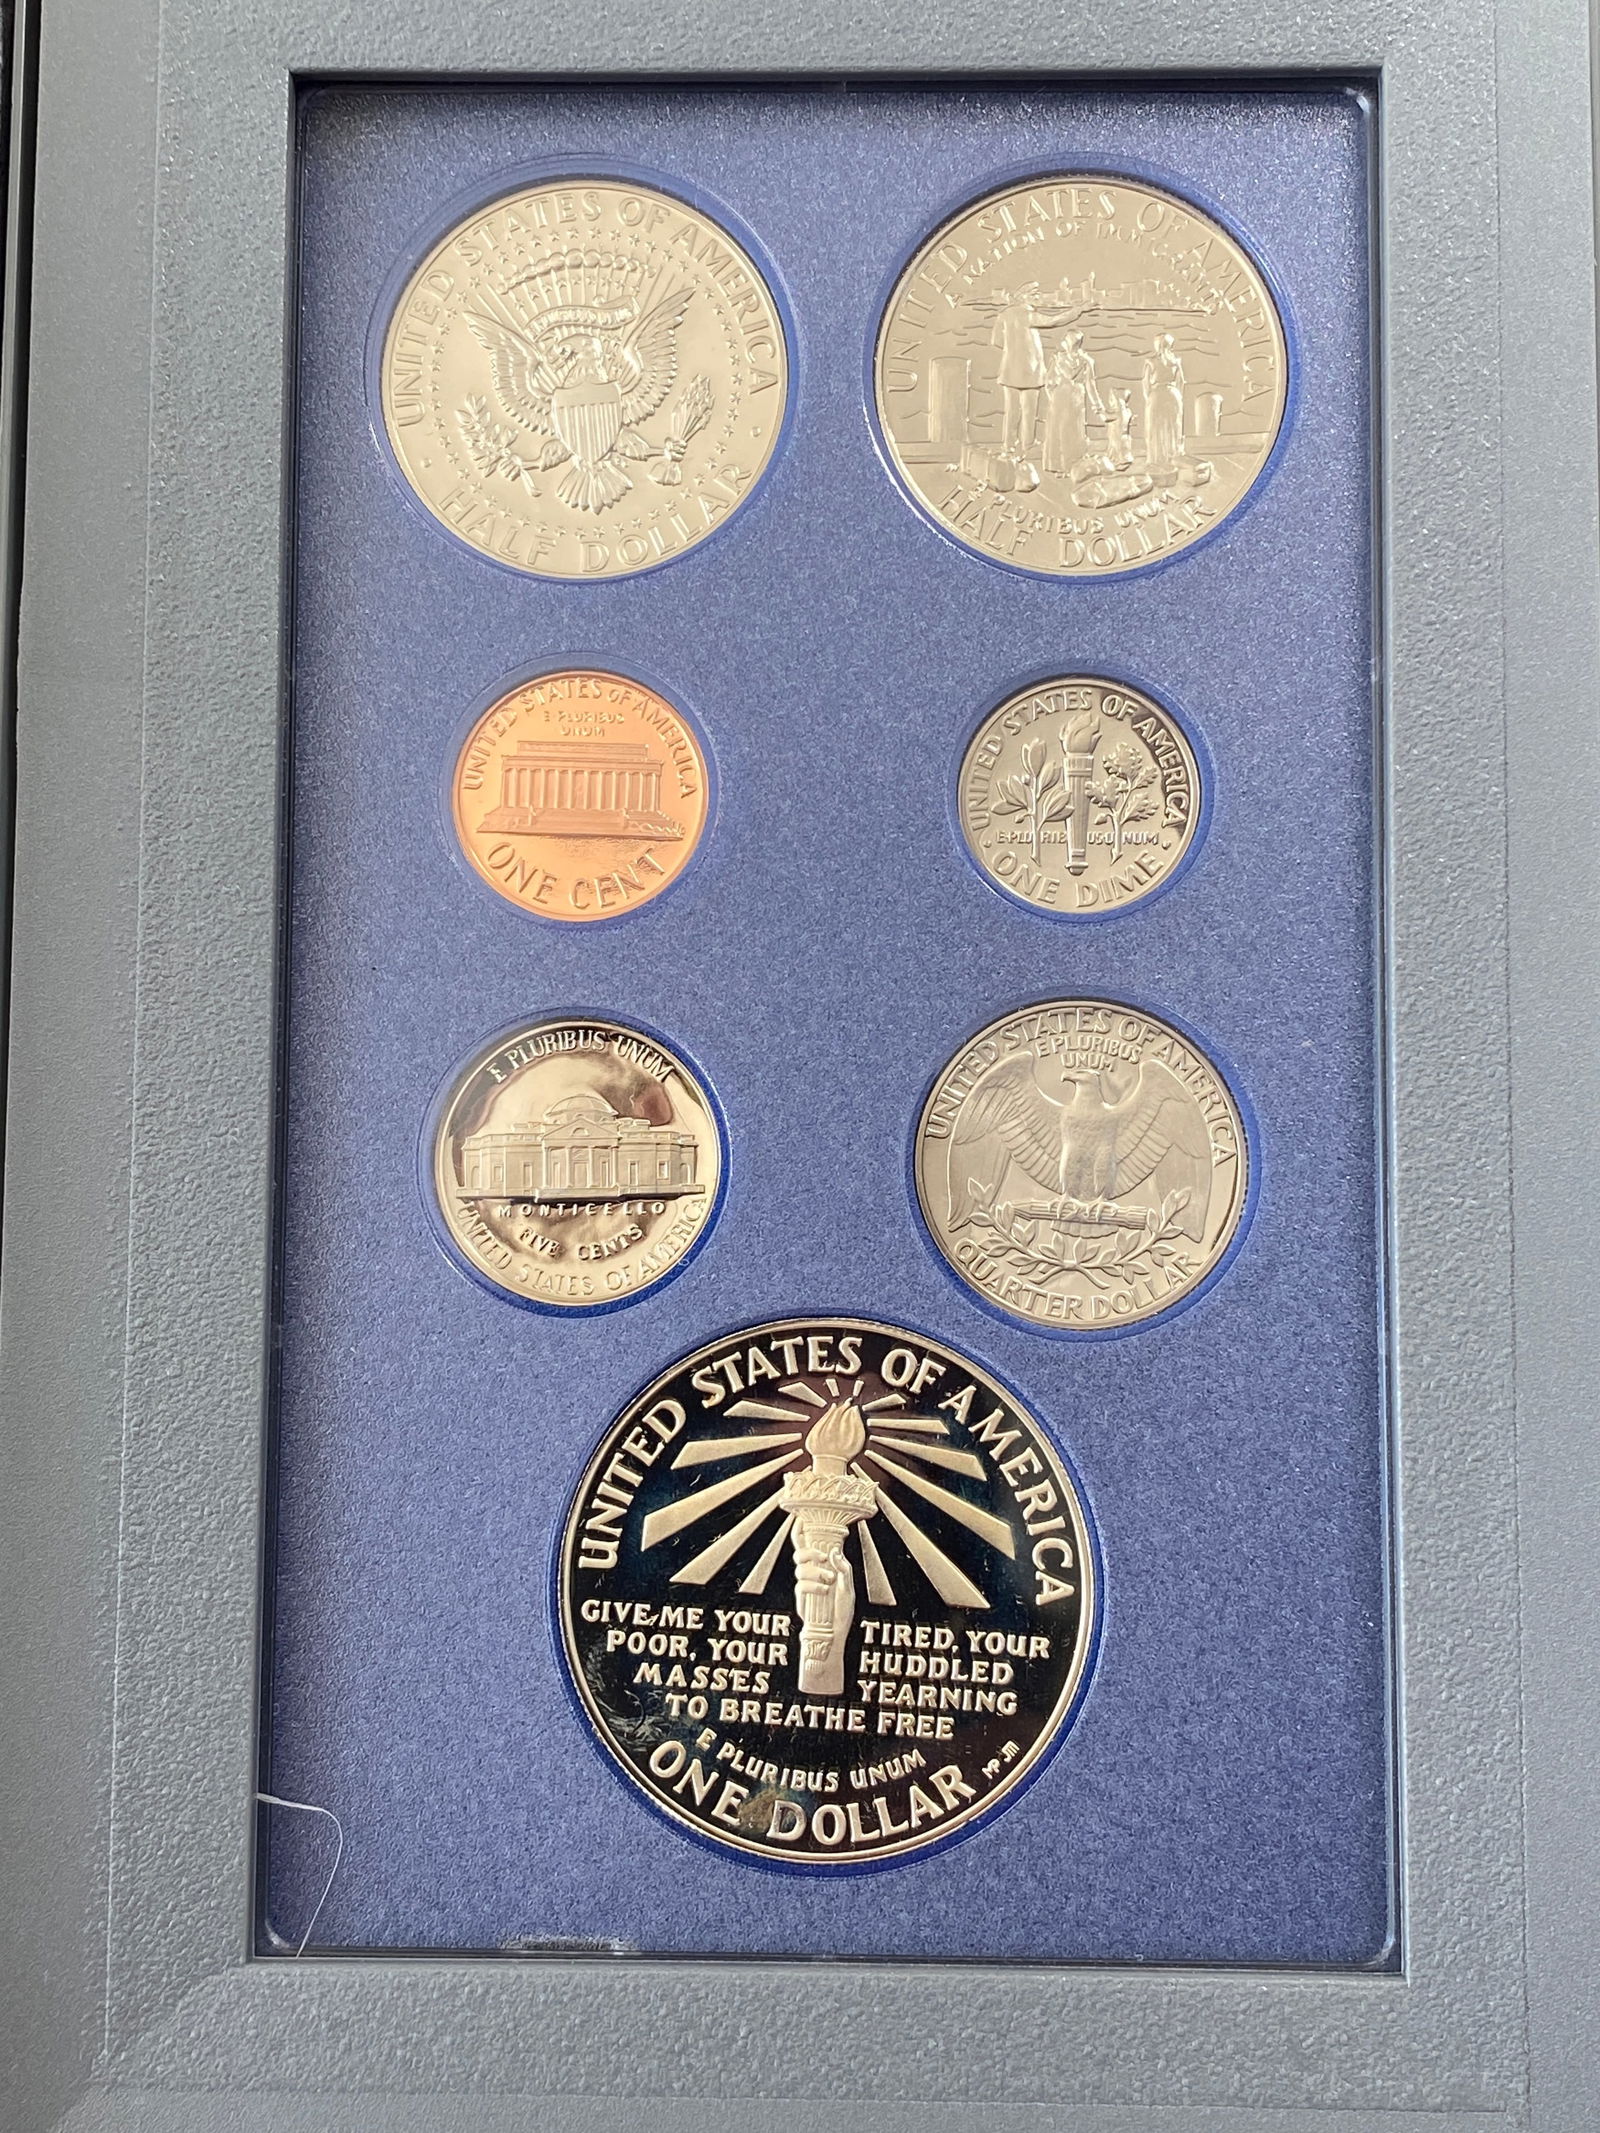 UNITED STATES OF AMERICA
HALF DOLLAR
UNITED STATES OF AMERICA
A NATION OF IMMIGRANTS
E PLURIBUS UNUM
HALF DOLLAR
UNITED STATES OF AMERICA
E PLURIBUS
UNUM
ONE CENT
UNITED STATES OF AMERICA
E PLURIBUS UNUM
ONE DIME
E PLURIBUS UNUM
MONTICELLO
FIVE CENTS
UNITED STATES OF AMERICA
UNITED STATES OF AMERICA
E PLURIBUS
UNUM
QUARTER DOLLAR
UNITED STATES OF AMERICA
GIVE ME YOUR TIRED, YOUR
POOR, YOUR HUDDLED
MASSES YEARNING
TO BREATHE FREE
E PLURIBUS UNUM
MP JM
ONE DOLLAR